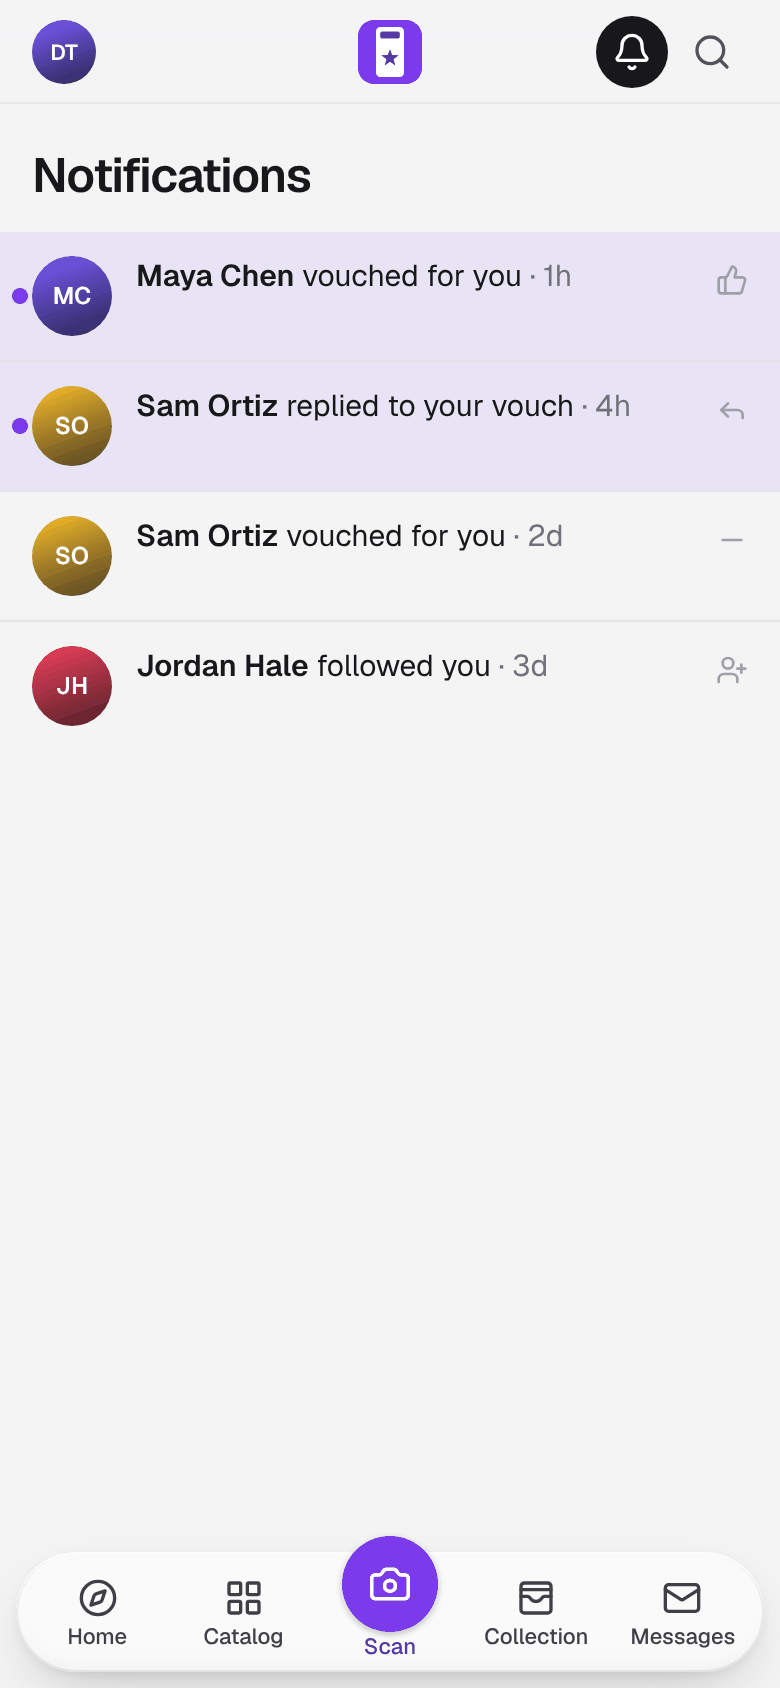 DT
Notifications
MC
Maya Chen vouched for you · 1h
SO
Sam Ortiz replied to your vouch · 4h
SO
Sam Ortiz vouched for you · 2d
JH
Jordan Hale followed you · 3d
Home
Catalog
Scan
Collection
Messages